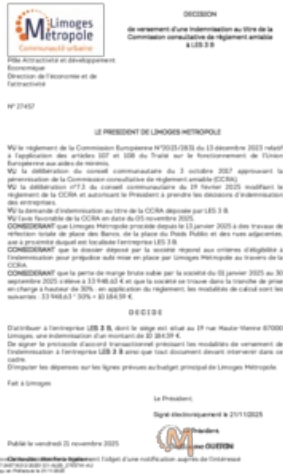 Limoges
Métropole
Communauté urbaine
DECISION
de versement d'une indemnisation au titre de la
Commission consultative de règlement amiable
à LES 3 B
Pôle Attractivité et développement
Economique
Direction de l'économie et de
l'attractivité
N° 27457
LE PRESIDENT DE LIMOGES METROPOLE
VU le règlement de la Commission Européenne N°2023/2831 du 13 décembre 2023 relatif
à l'application des articles 107 et 108 du Traité sur le fonctionnement de l'Union
Européenne aux aides de minimis,
VU la délibération du conseil communautaire du 3 octobre 2017 approuvant la
pérennisation de la Commission consultative de règlement amiable (CCRA)
VU la délibération n°7.3 du conseil communautaire du 19 février 2025 modifiant le
règlement de la CCRA et autorisant le Président à prendre les décisions d'indemnisation
des entreprises,
VU la demande d'indemnisation au titre de la CCRA déposée par LES 3 B,
VU l'avis favorable de la CCRA en date du 05 novembre 2025,
CONSIDERANT que Limoges Métropole procède depuis le 13 janvier 2025 à des travaux de
réfection totale de place des Bancs, de la place du Poids Public et des rues adjacentes,
que à proximité duquel est localisée l'entreprise LES 3 B,
CONSIDERANT que le dossier déposé par la société répond aux critères d'éligibilité à
l'indemnisation pour préjudice subi mise en place par Limoges Métropole au travers de la
CCRA,
CONSIDERANT que la perte de marge brute subie par la société du 01 janvier 2025 au 30
septembre 2025 s'élève à 33 948.63 € et que la société se trouve dans la tranche de prise
en charge à hauteur de 30% en application du règlement, les modalités de calcul sont les
suivantes : 33 948.63 * 30% = 10 184.59 €.
D E C I D E
D'attribuer à l'entreprise LES 3 B, dont le siège est situé au 19 rue Haute-Vienne 87000
Limoges, une indemnisation d'un montant de 10 184.59 €.
De signer le protocole d'accord transactionnel précisant les modalités de versement de
l'indemnisation à l'entreprise LES 3 B ainsi que tout document devant intervenir dans ce
cadre.
D'imputer les dépenses sur les lignes prévues au budget principal de Limoges Métropole.
Fait à Limoges
Le Président,
Signé électroniquement le 21/11/2025
Président
GUERIN
Publié le vendredi 21 novembre 2025
l'objet d'une notification auprès de l'intéressé